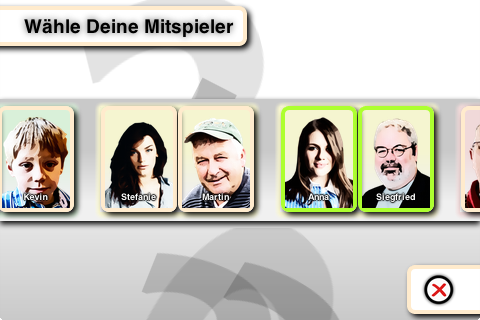 Wähle Deine Mitspieler
Kevin
Stefanie
Martin
Anna
Siegfried